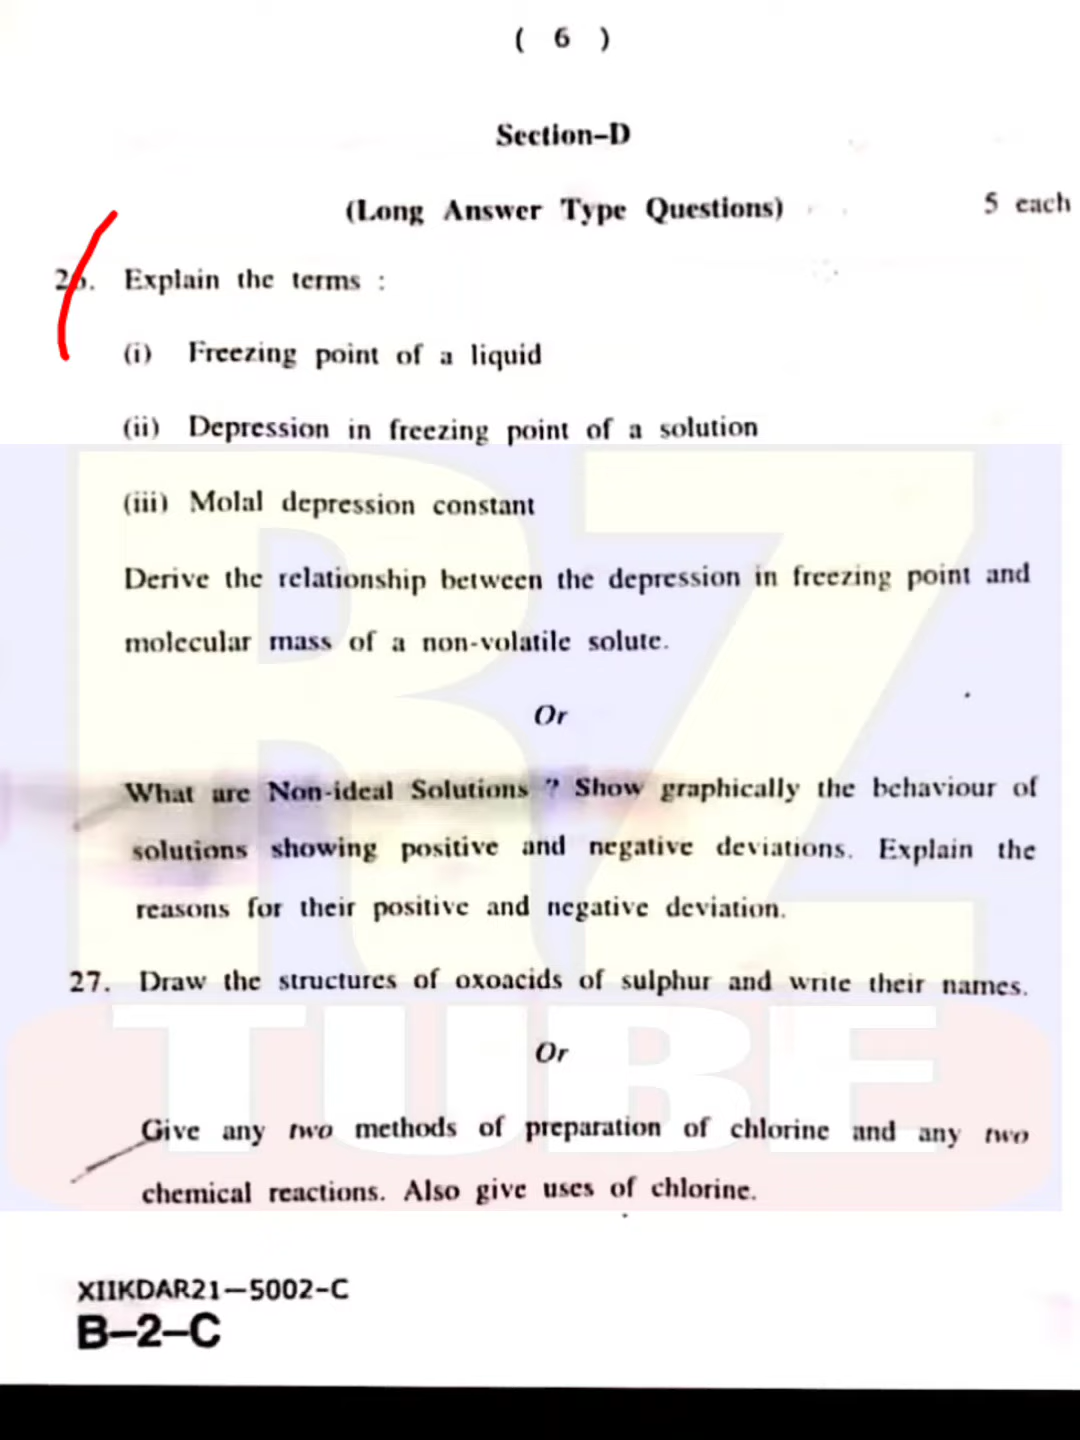 ( 6 )
Section–D
(Long Answer Type Questions) 5 each
26. Explain the terms :
(i) Freezing point of a liquid
(ii) Depression in freezing point of a solution
(iii) Molal depression constant
Derive the relationship between the depression in freezing point and
molecular mass of a non-volatile solute.
Or
What are Non-ideal Solutions ? Show graphically the behaviour of
solutions showing positive and negative deviations. Explain the
reasons for their positive and negative deviation.
27. Draw the structures of oxoacids of sulphur and write their names.
Or
Give any two methods of preparation of chlorine and any two
chemical reactions. Also give uses of chlorine.
XIIKDAR21—5002-C
B–2–C
RZ
TUBE